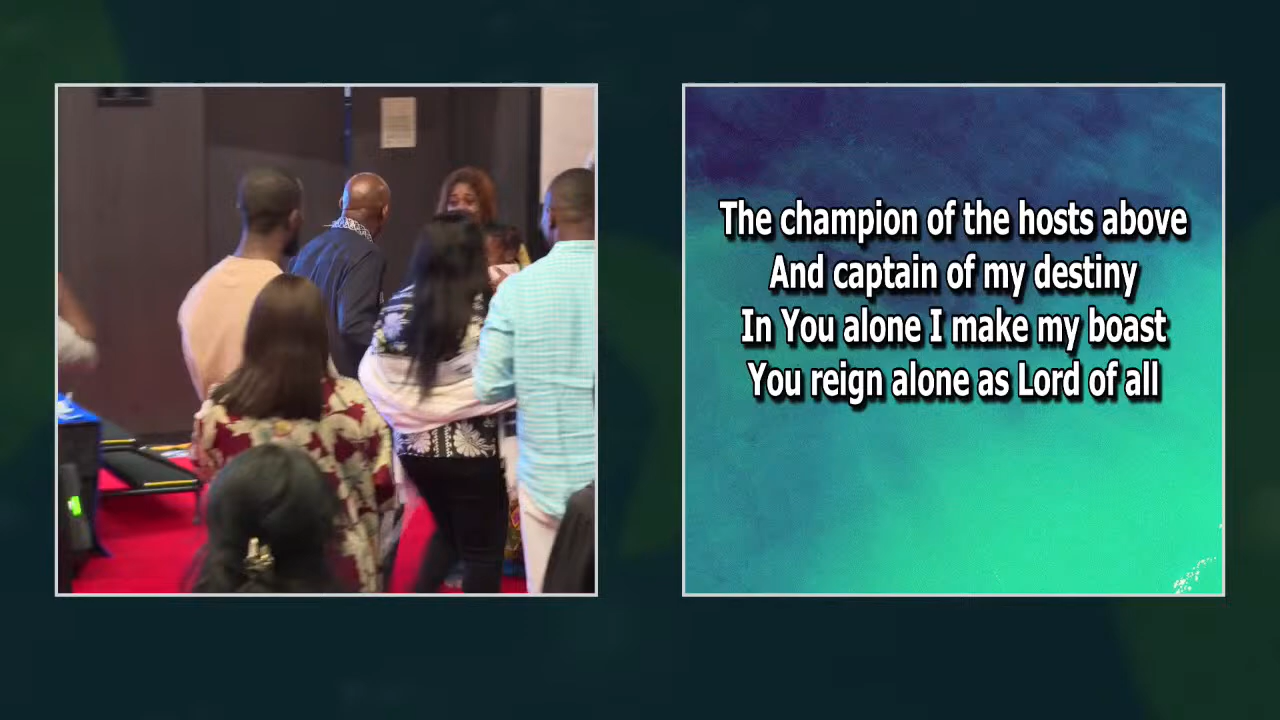 The champion of the hosts above
And captain of my destiny
In You alone I make my boast
You reign alone as Lord of all